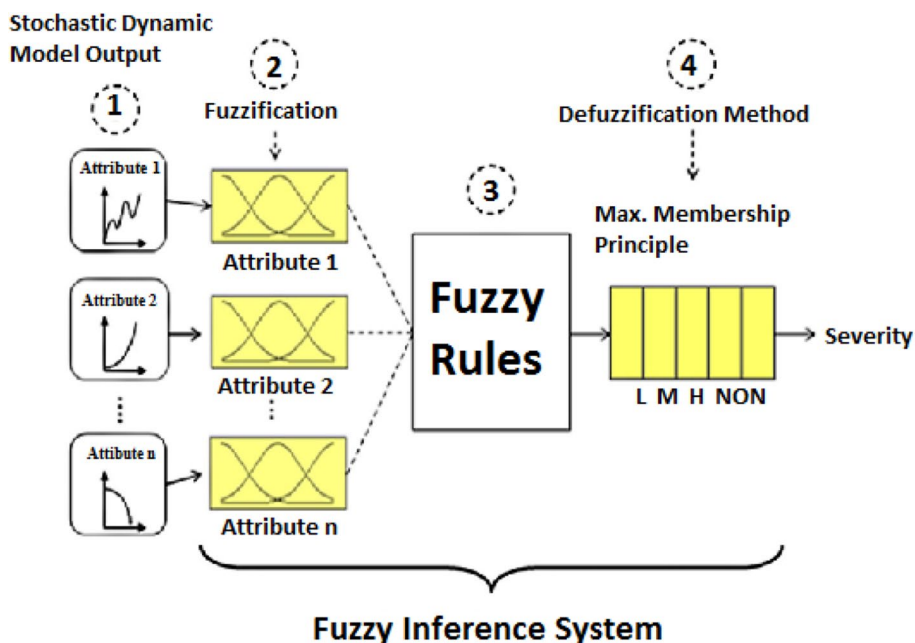 Stochastic Dynamic
Model Output
1
2
Fuzzification
3
4
Defuzzification Method
Max. Membership
Principle
Attribute 1
Attribute 1
Attribute 2
Attribute 2
Attibute n
Attribute n
Fuzzy
Rules
L M H NON
Severity
Fuzzy Inference System